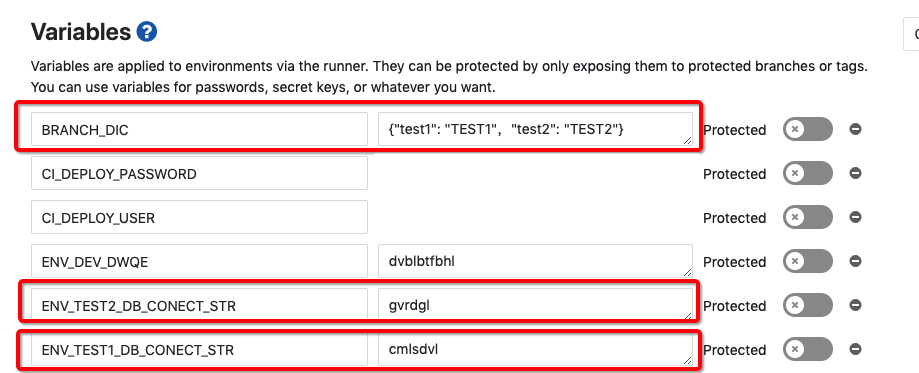 Variables ?
Variables are applied to environments via the runner. They can be protected by only exposing them to protected branches or tags.
You can use variables for passwords, secret keys, or whatever you want.
BRANCH_DIC {"test1": "TEST1", "test2": "TEST2"} Protected
CI_DEPLOY_PASSWORD Protected
CI_DEPLOY_USER Protected
ENV_DEV_DWQE dvblbtfbhl Protected
ENV_TEST2_DB_CONECT_STR gvrdgl Protected
ENV_TEST1_DB_CONECT_STR cmlsdvl Protected